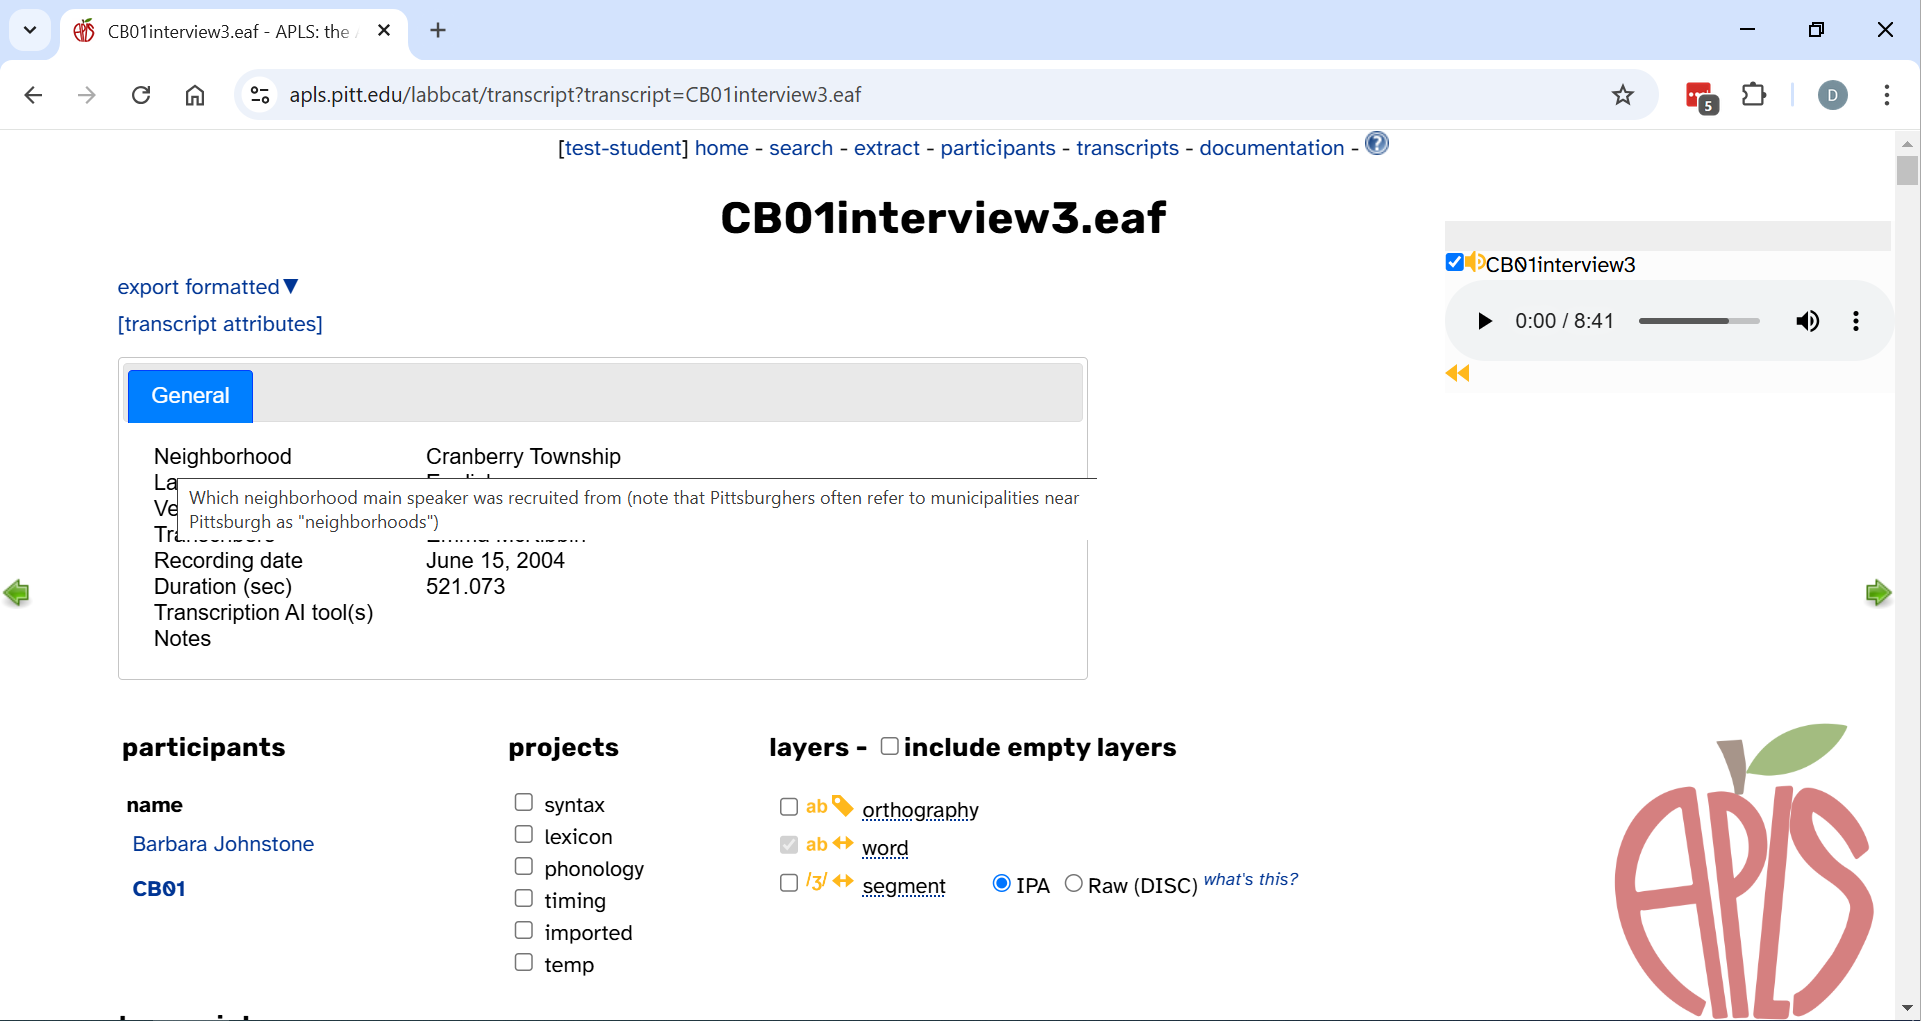 CB01interview3.eaf - APLS: the
apls.pitt.edu/labbcat/transcript?transcript=CB01interview3.eaf
5
D
[test-student] home - search - extract - participants - transcripts - documentation - ?
CB01interview3.eaf
CB01interview3
0:00 / 8:41
export formatted▼
[transcript attributes]
General
Neighborhood Cranberry Township
La
Which neighborhood main speaker was recruited from (note that Pittsburghers often refer to municipalities near
Pittsburgh as "neighborhoods")
Ve
Recording date June 15, 2004
Duration (sec) 521.073
Transcription AI tool(s)
Notes
participants
name
Barbara Johnstone
CB01
projects
syntax
lexicon
phonology
timing
imported
temp
layers - include empty layers
ab orthography
ab word
/ʒ/ segment IPA Raw (DISC) what's this?
APLS